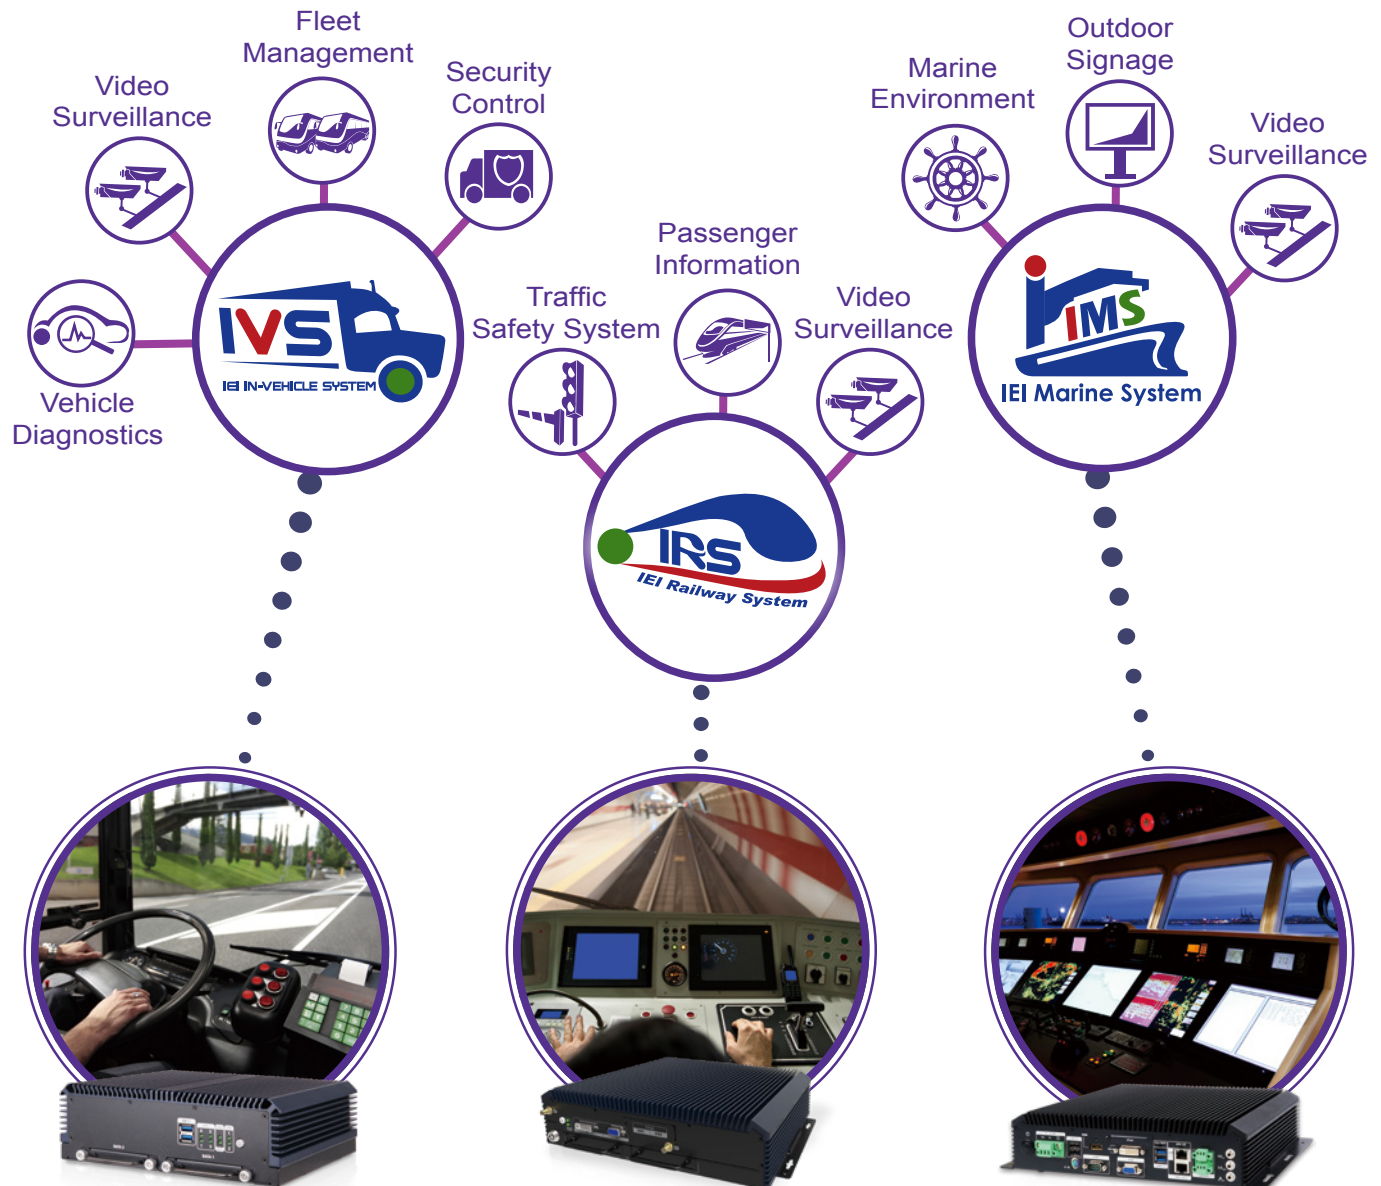 Fleet
Management
Video
Surveillance
Security
Control
Vehicle
Diagnostics
IVS
IEI IN-VEHICLE SYSTEM
Traffic
Safety System
Passenger
Information
Video
Surveillance
IRS
IEI Railway System
Marine
Environment
Outdoor
Signage
Video
Surveillance
IMS
IEI Marine System